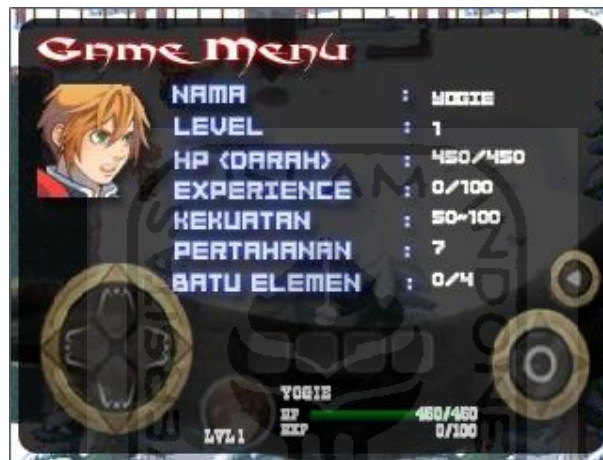 Game Menu
NAMA : YOGIE
LEVEL : 1
HP (DARAH) : 450/450
EXPERIENCE : 0/100
KEKUATAN : 50~100
PERTAHANAN : 7
BATU ELEMEN : 0/4
YOGIE
HP 450/450
LVL 1 EXP 0/100